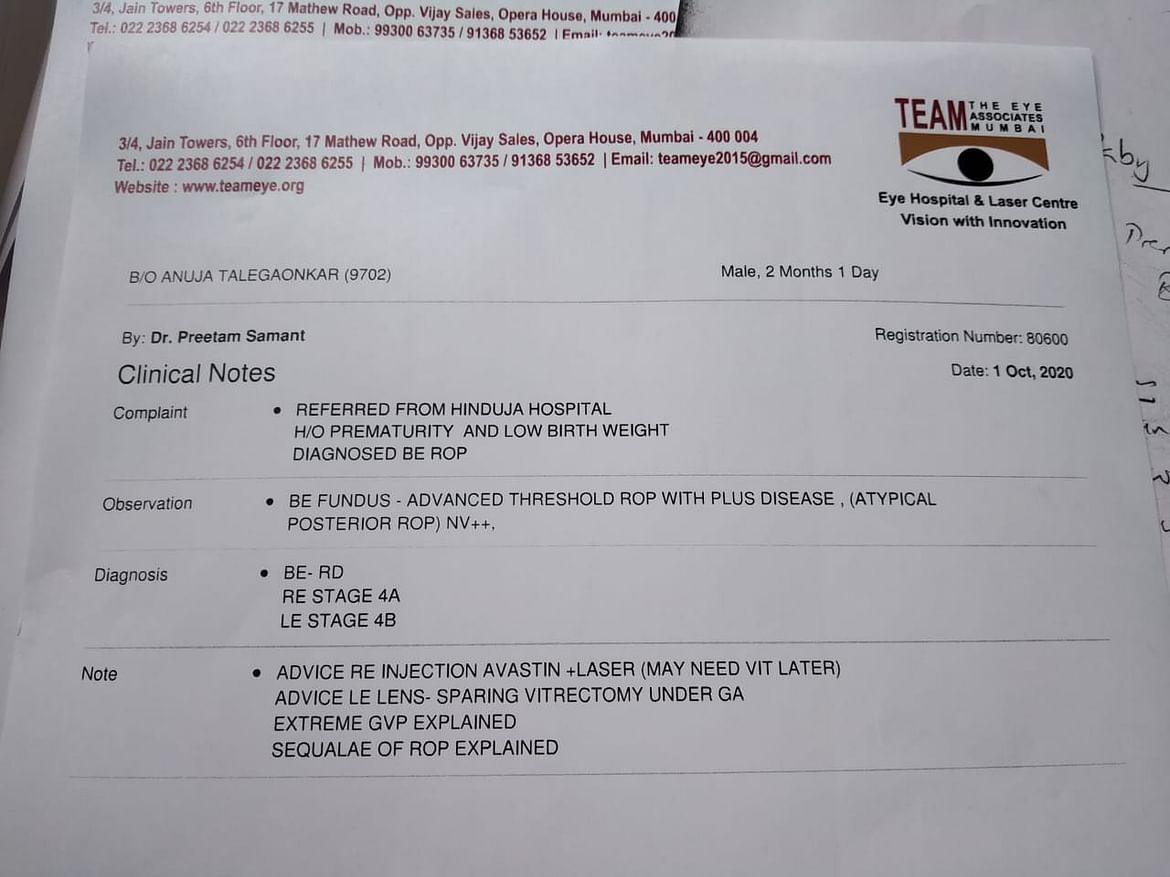 3/4, Jain Towers, 6th Floor, 17 Mathew Road, Opp. Vijay Sales, Opera House, Mumbai - 400
Tel.: 022 2368 6254 / 022 2368 6255 | Mob.: 99300 63735 / 91368 53652 | Email:
TEAM THE EYE
ASSOCIATES
MUMBAI
3/4, Jain Towers, 6th Floor, 17 Mathew Road, Opp. Vijay Sales, Opera House, Mumbai - 400 004
Tel.: 022 2368 6254 / 022 2368 6255 | Mob.: 99300 63735 / 91368 53652 | Email: teameye2015@gmail.com
Website : www.teameye.org
Eye Hospital & Laser Centre
Vision with Innovation
B/O ANUJA TALEGAONKAR (9702) Male, 2 Months 1 Day
By: Dr. Preetam Samant Registration Number: 80600
Clinical Notes Date: 1 Oct, 2020
Complaint • REFERRED FROM HINDUJA HOSPITAL
H/O PREMATURITY AND LOW BIRTH WEIGHT
DIAGNOSED BE ROP
Observation • BE FUNDUS - ADVANCED THRESHOLD ROP WITH PLUS DISEASE , (ATYPICAL
POSTERIOR ROP) NV++,
Diagnosis • BE- RD
RE STAGE 4A
LE STAGE 4B
Note • ADVICE RE INJECTION AVASTIN +LASER (MAY NEED VIT LATER)
ADVICE LE LENS- SPARING VITRECTOMY UNDER GA
EXTREME GVP EXPLAINED
SEQUALAE OF ROP EXPLAINED